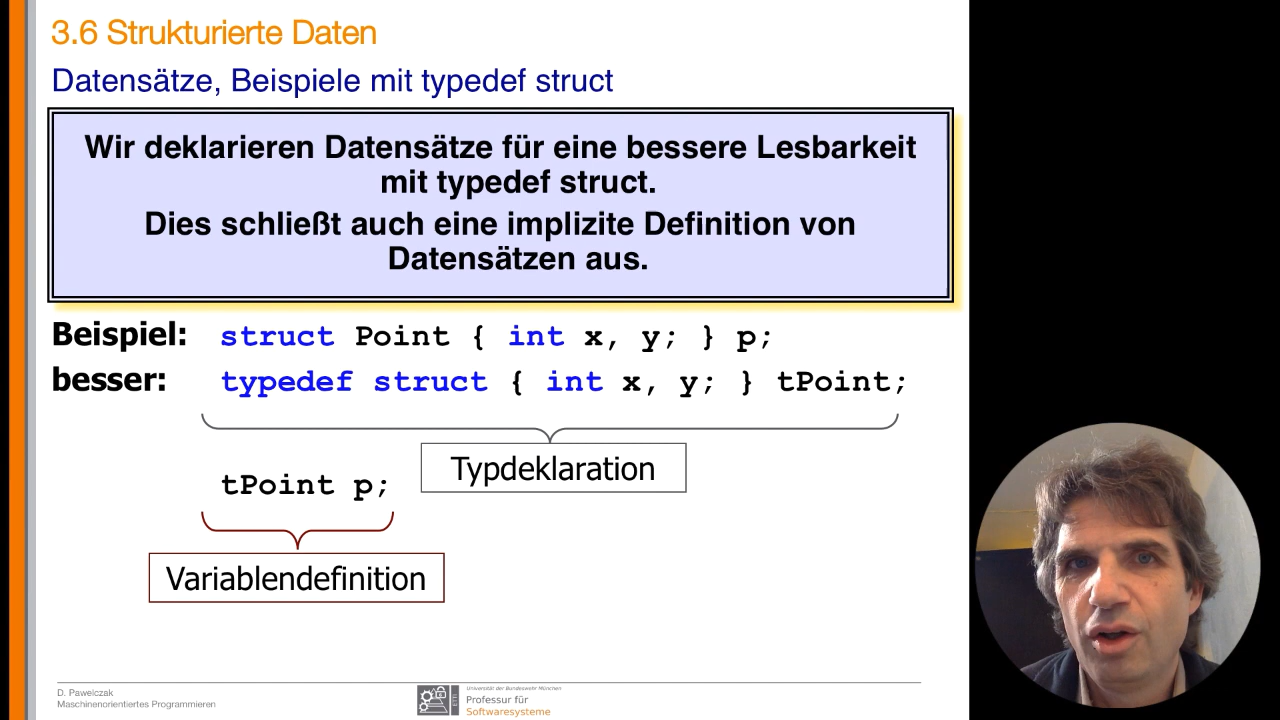 3.6 Strukturierte Daten
Datensätze, Beispiele mit typedef struct
Wir deklarieren Datensätze für eine bessere Lesbarkeit
mit typedef struct.
Dies schließt auch eine implizite Definition von
Datensätzen aus.
Beispiel: struct Point { int x, y; } p;
besser: typedef struct { int x, y; } tPoint;
Typdeklaration
tPoint p;
Variablendefinition
D. Pawelczak
Maschinenorientiertes Programmieren
Universität der Bundeswehr München
Professur für
Softwaresysteme